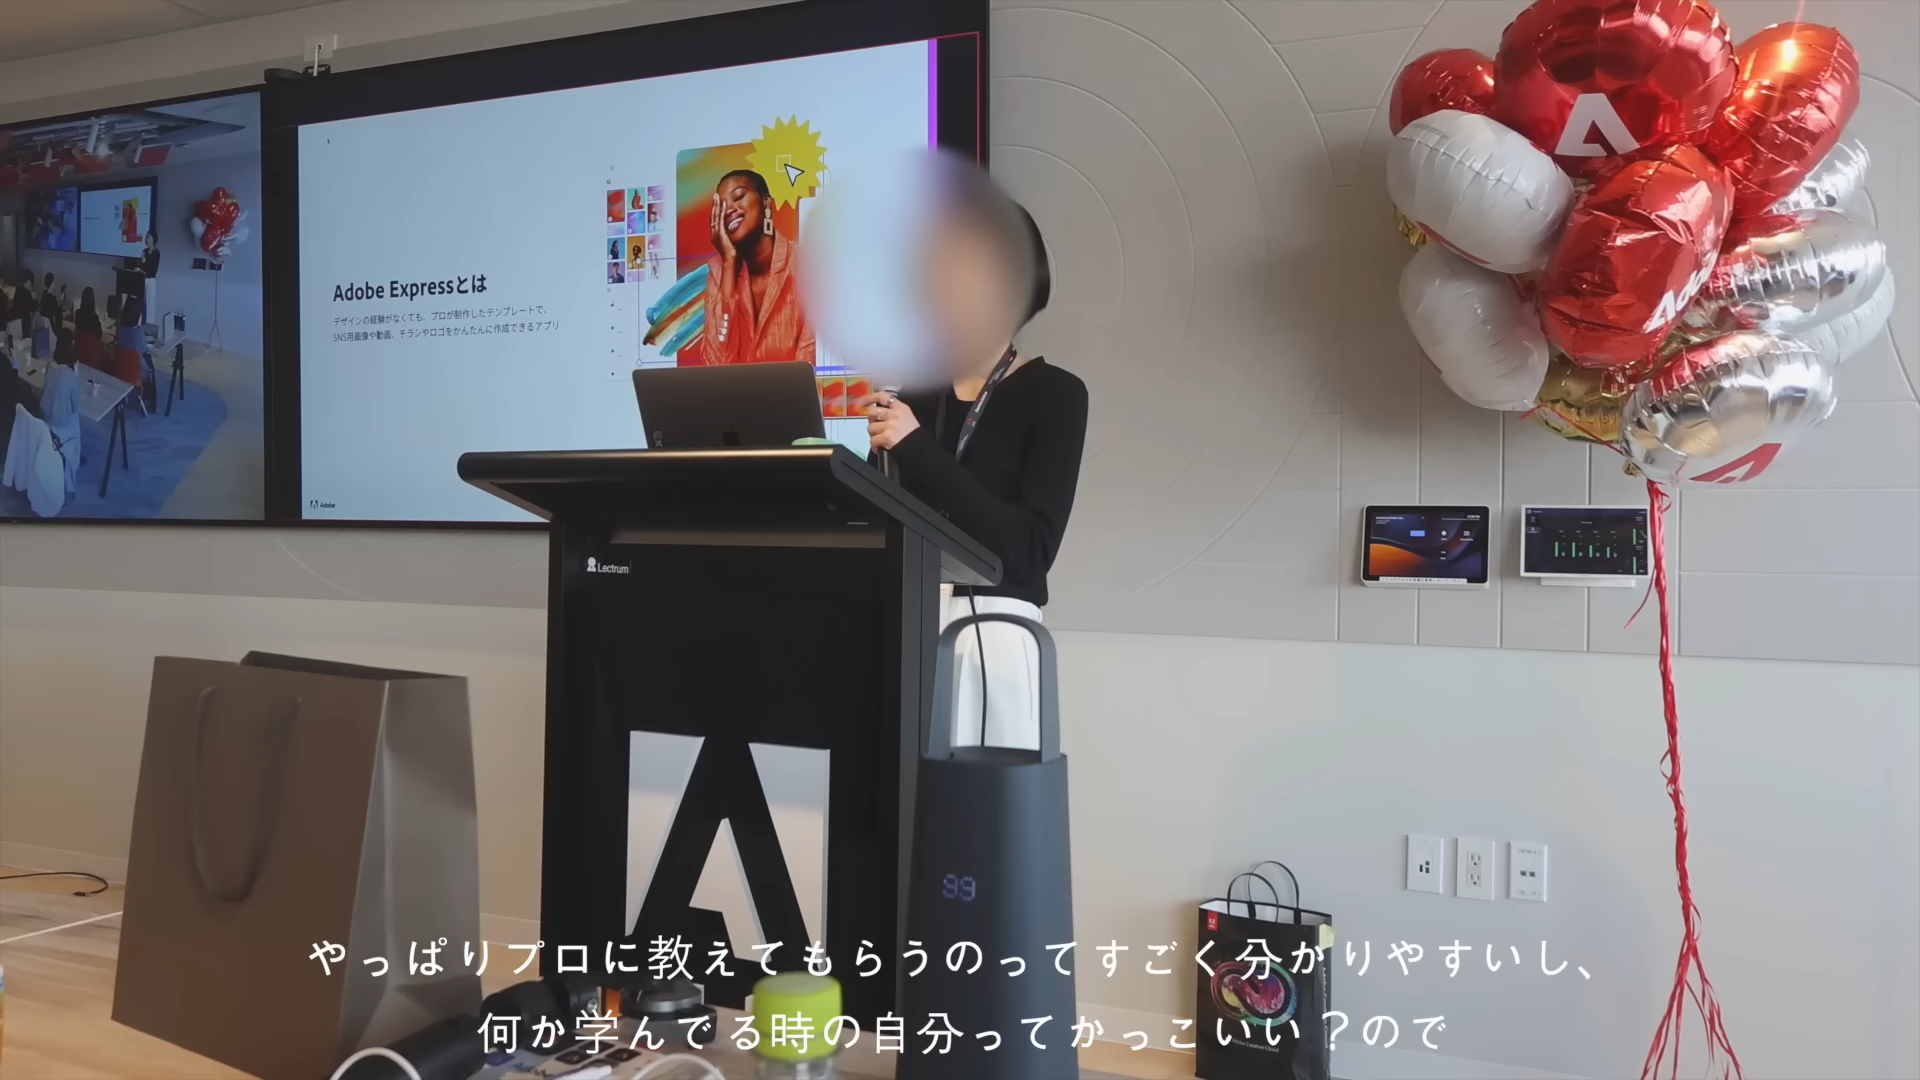 Adobe Expressとは
デザインの経験がなくても、プロが制作したテンプレートで、
SNS用画像や動画、チラシやロゴをかんたんに作成できるアプリ
Adobe
Lectrum
99
やっぱりプロに教えてもらうのってすごく分かりやすいし、
何か学んでる時の自分ってかっこいい？ので